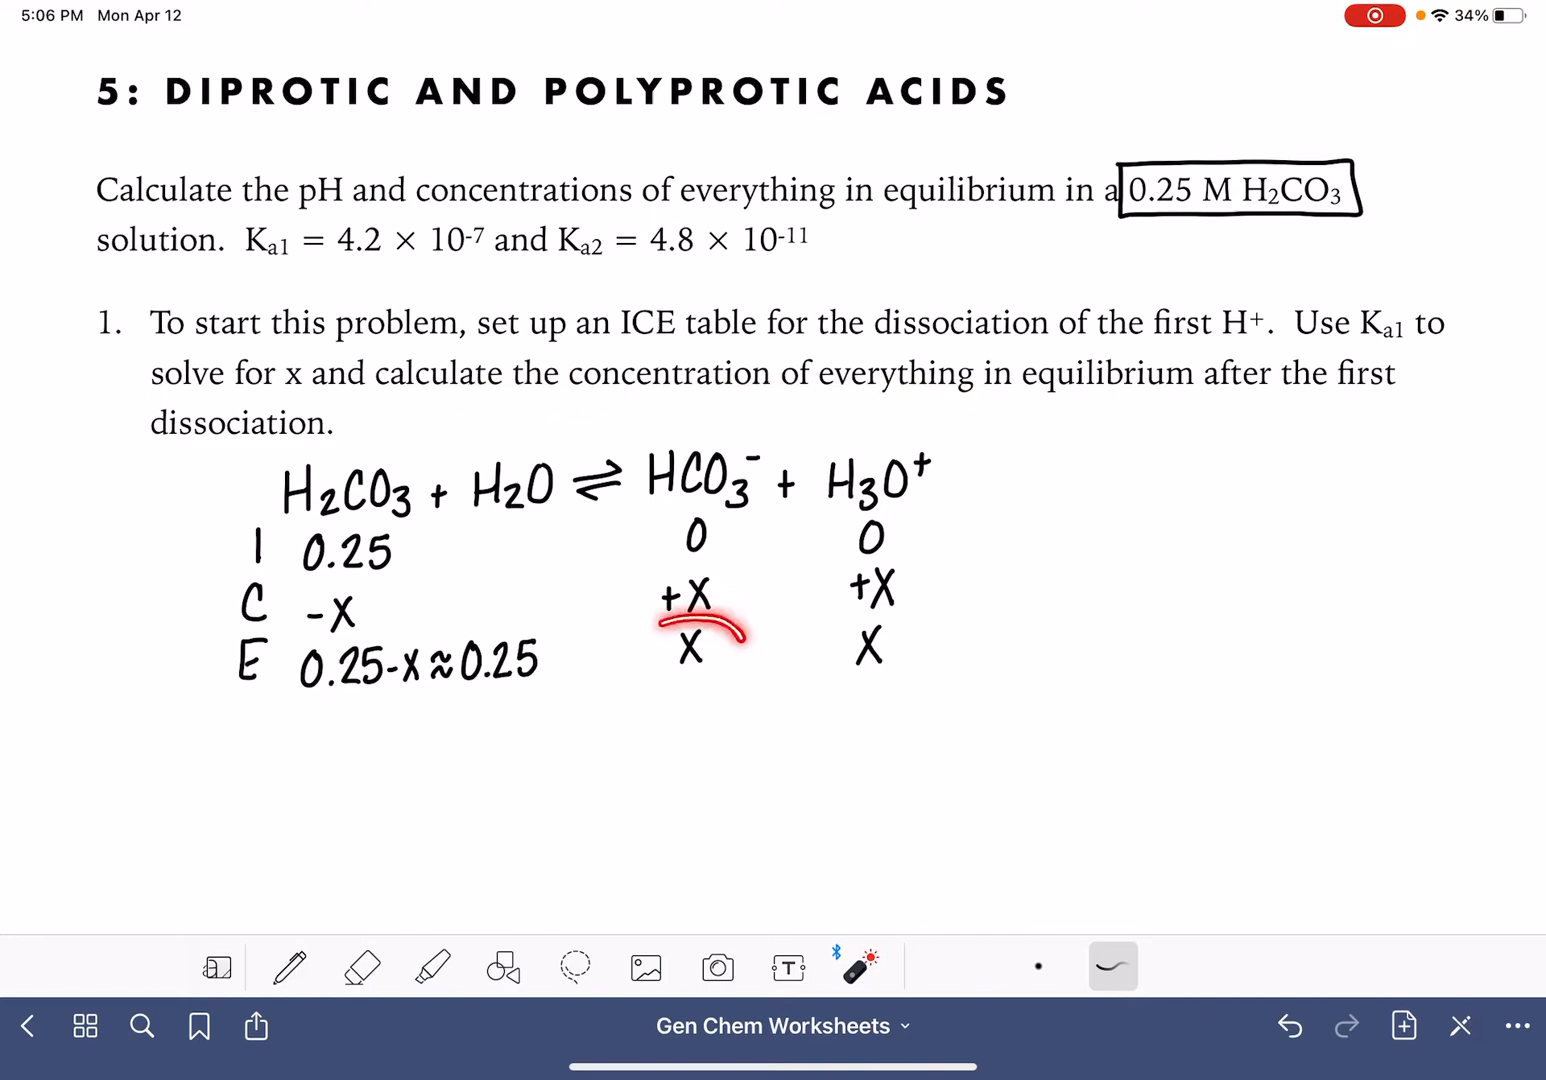 5:06 PM Mon Apr 12 34%
5: DIPROTIC AND POLYPROTIC ACIDS
Calculate the pH and concentrations of everything in equilibrium in a 0.25 M H₂CO₃
solution. Kₐ₁ = 4.2 × 10⁻⁷ and Kₐ₂ = 4.8 × 10⁻¹¹
1. To start this problem, set up an ICE table for the dissociation of the first H⁺. Use Kₐ₁ to
solve for x and calculate the concentration of everything in equilibrium after the first
dissociation.
H₂CO₃ + H₂O ⇌ HCO₃⁻ + H₃O⁺
I 0.25 0 0
C -X +X +X
E 0.25-X≈0.25 X X
Gen Chem Worksheets